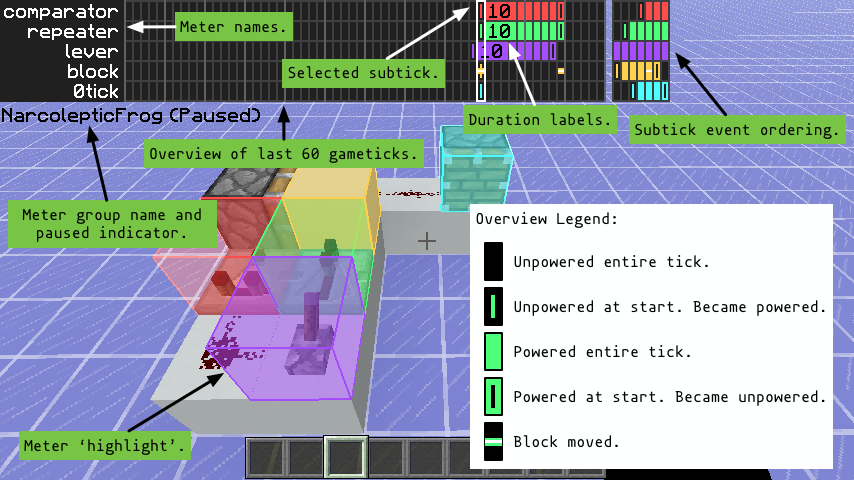 comparator
repeater
lever
block
0tick
10
10
10
Meter names.
Selected subtick.
Duration labels.
Subtick event ordering.
NarcolepticFrog (Paused)
Overview of last 60 gameticks.
Meter group name and
paused indicator.
Overview Legend:
Unpowered entire tick.
Unpowered at start. Became powered.
Powered entire tick.
Powered at start. Became unpowered.
Block moved.
Meter ‘highlight’.